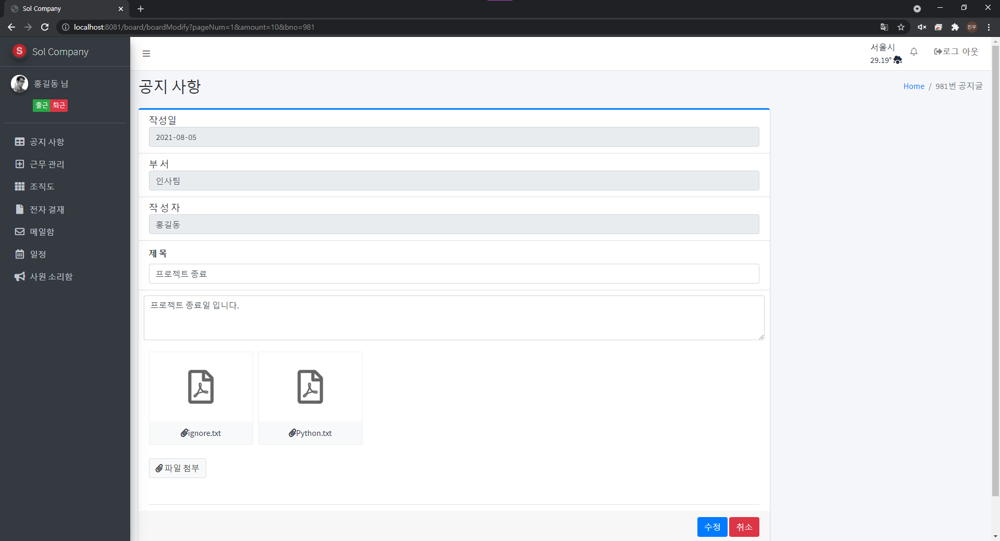 Sol Company
localhost:8081/board/boardModify?pageNum=1&amount=10&bno=981
진우
S Sol Company
홍길동 님
출근 퇴근
공지 사항
근무 관리
조직도
전자 결재
메일함
일정
사원 소리함
서울시
29.19°
로그 아웃
공지 사항
Home / 981번 공지글
작성일
2021-08-05
부 서
인사팀
작 성 자
홍길동
제 목
프로젝트 종료
프로젝트 종료일 입니다.
ignore.txt
Python.txt
파일 첨부
수정 취소